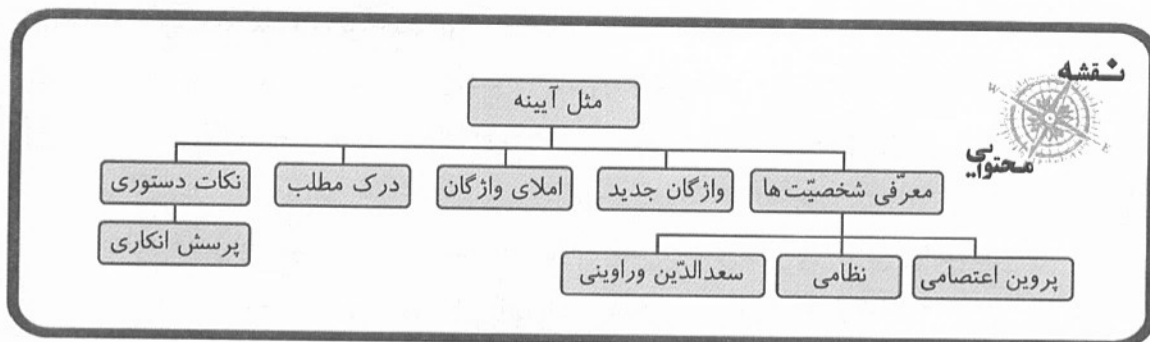 نقشه
محتوایی
مثل آیینه
معرّفی شخصیّت‌ها
واژگان جدید
املای واژگان
درک مطلب
نکات دستوری
پروین اعتصامی
نظامی
سعدالدّین وراوینی
پرسش انکاری
W
E